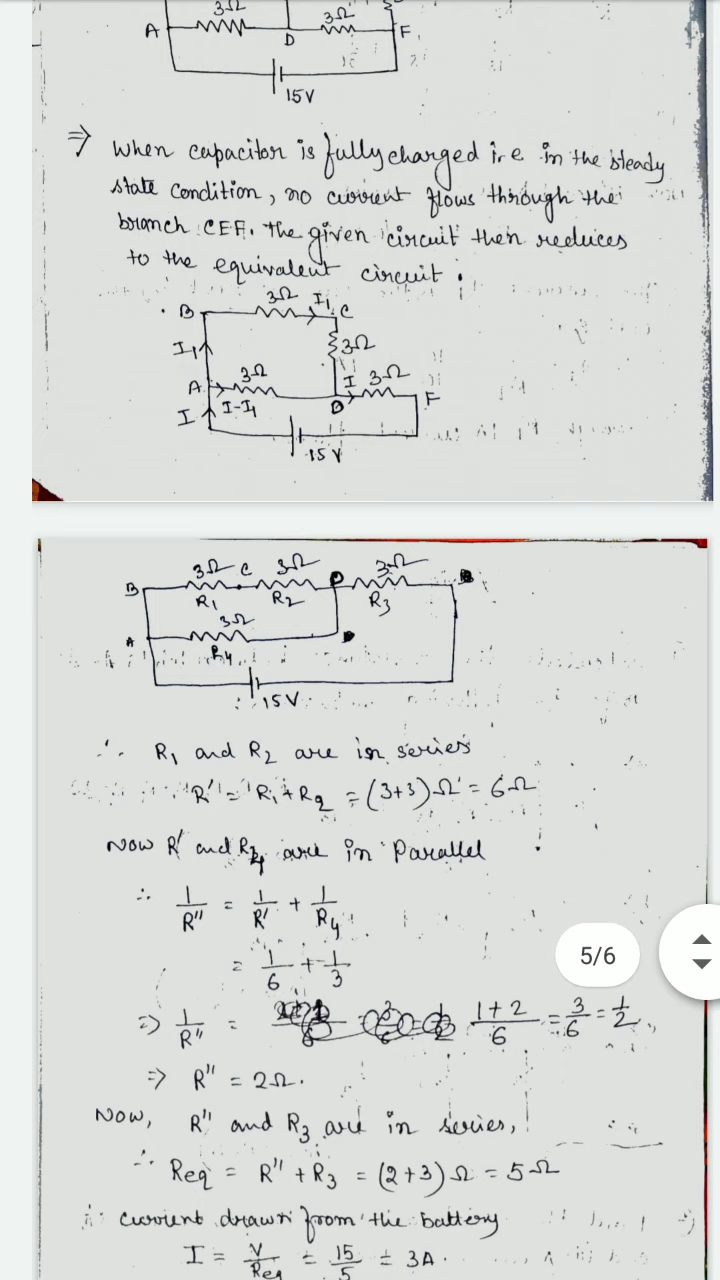 3Ω
3Ω
A
D
F
15V
⇒ When capacitor is fully charged i.e in the steady
state condition, no current flows through the
branch CEF. The given circuit then reduces
to the equivalent circuit.
3Ω I₁
B C
I₁ 3Ω
3Ω I 3Ω
A D F
I I-I₁
15 V
3Ω C 3Ω D 3Ω
B R₁ R₂ R₃
3Ω
A R4
15V
∴ R₁ and R₂ are in series
R' = R₁ + R₂ = (3+3)Ω = 6Ω
Now R' and R4 are in Parallel
∴ 1/R" = 1/R' + 1/R4
= 1/6 + 1/3
5/6
⇒ 1/R" = 1+2/6 = 3/6 = 1/2
⇒ R" = 2Ω.
Now, R" and R₃ are in series,
∴ Req = R" + R₃ = (2+3)Ω = 5Ω
∴ current drawn from the battery
I = V/Req = 15/5 = 3A.